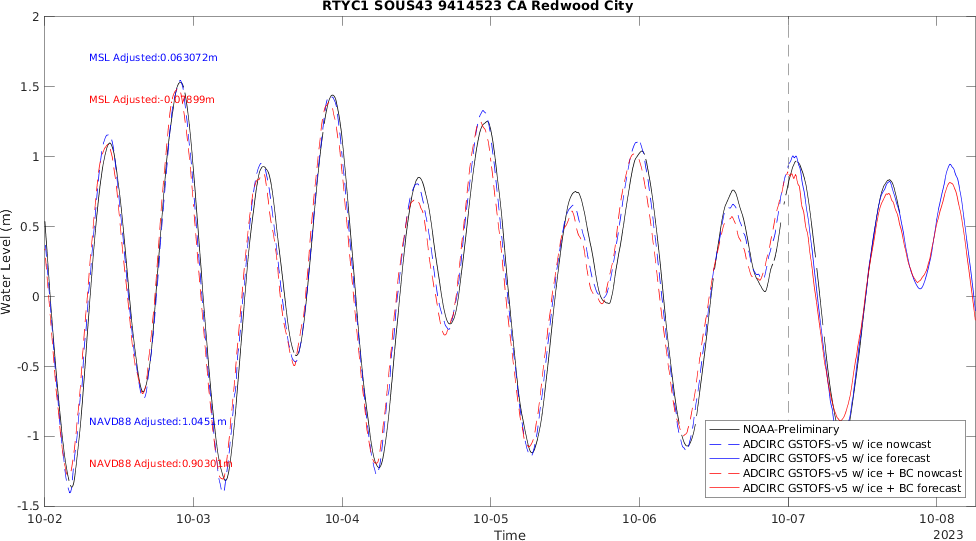 RTYC1 SOUS43 9414523 CA Redwood City
MSL Adjusted:0.063072m
MSL Adjusted:-0.07899m
NAVD88 Adjusted:1.0451m
NAVD88 Adjusted:0.90301m
Water Level (m)
2
1.5
1
0.5
0
-0.5
-1
-1.5
NOAA-Preliminary
ADCIRC GSTOFS-v5 w/ ice nowcast
ADCIRC GSTOFS-v5 w/ ice forecast
ADCIRC GSTOFS-v5 w/ ice + BC nowcast
ADCIRC GSTOFS-v5 w/ ice + BC forecast
10-02 10-03 10-04 10-05 10-06 10-07 10-08
Time
2023